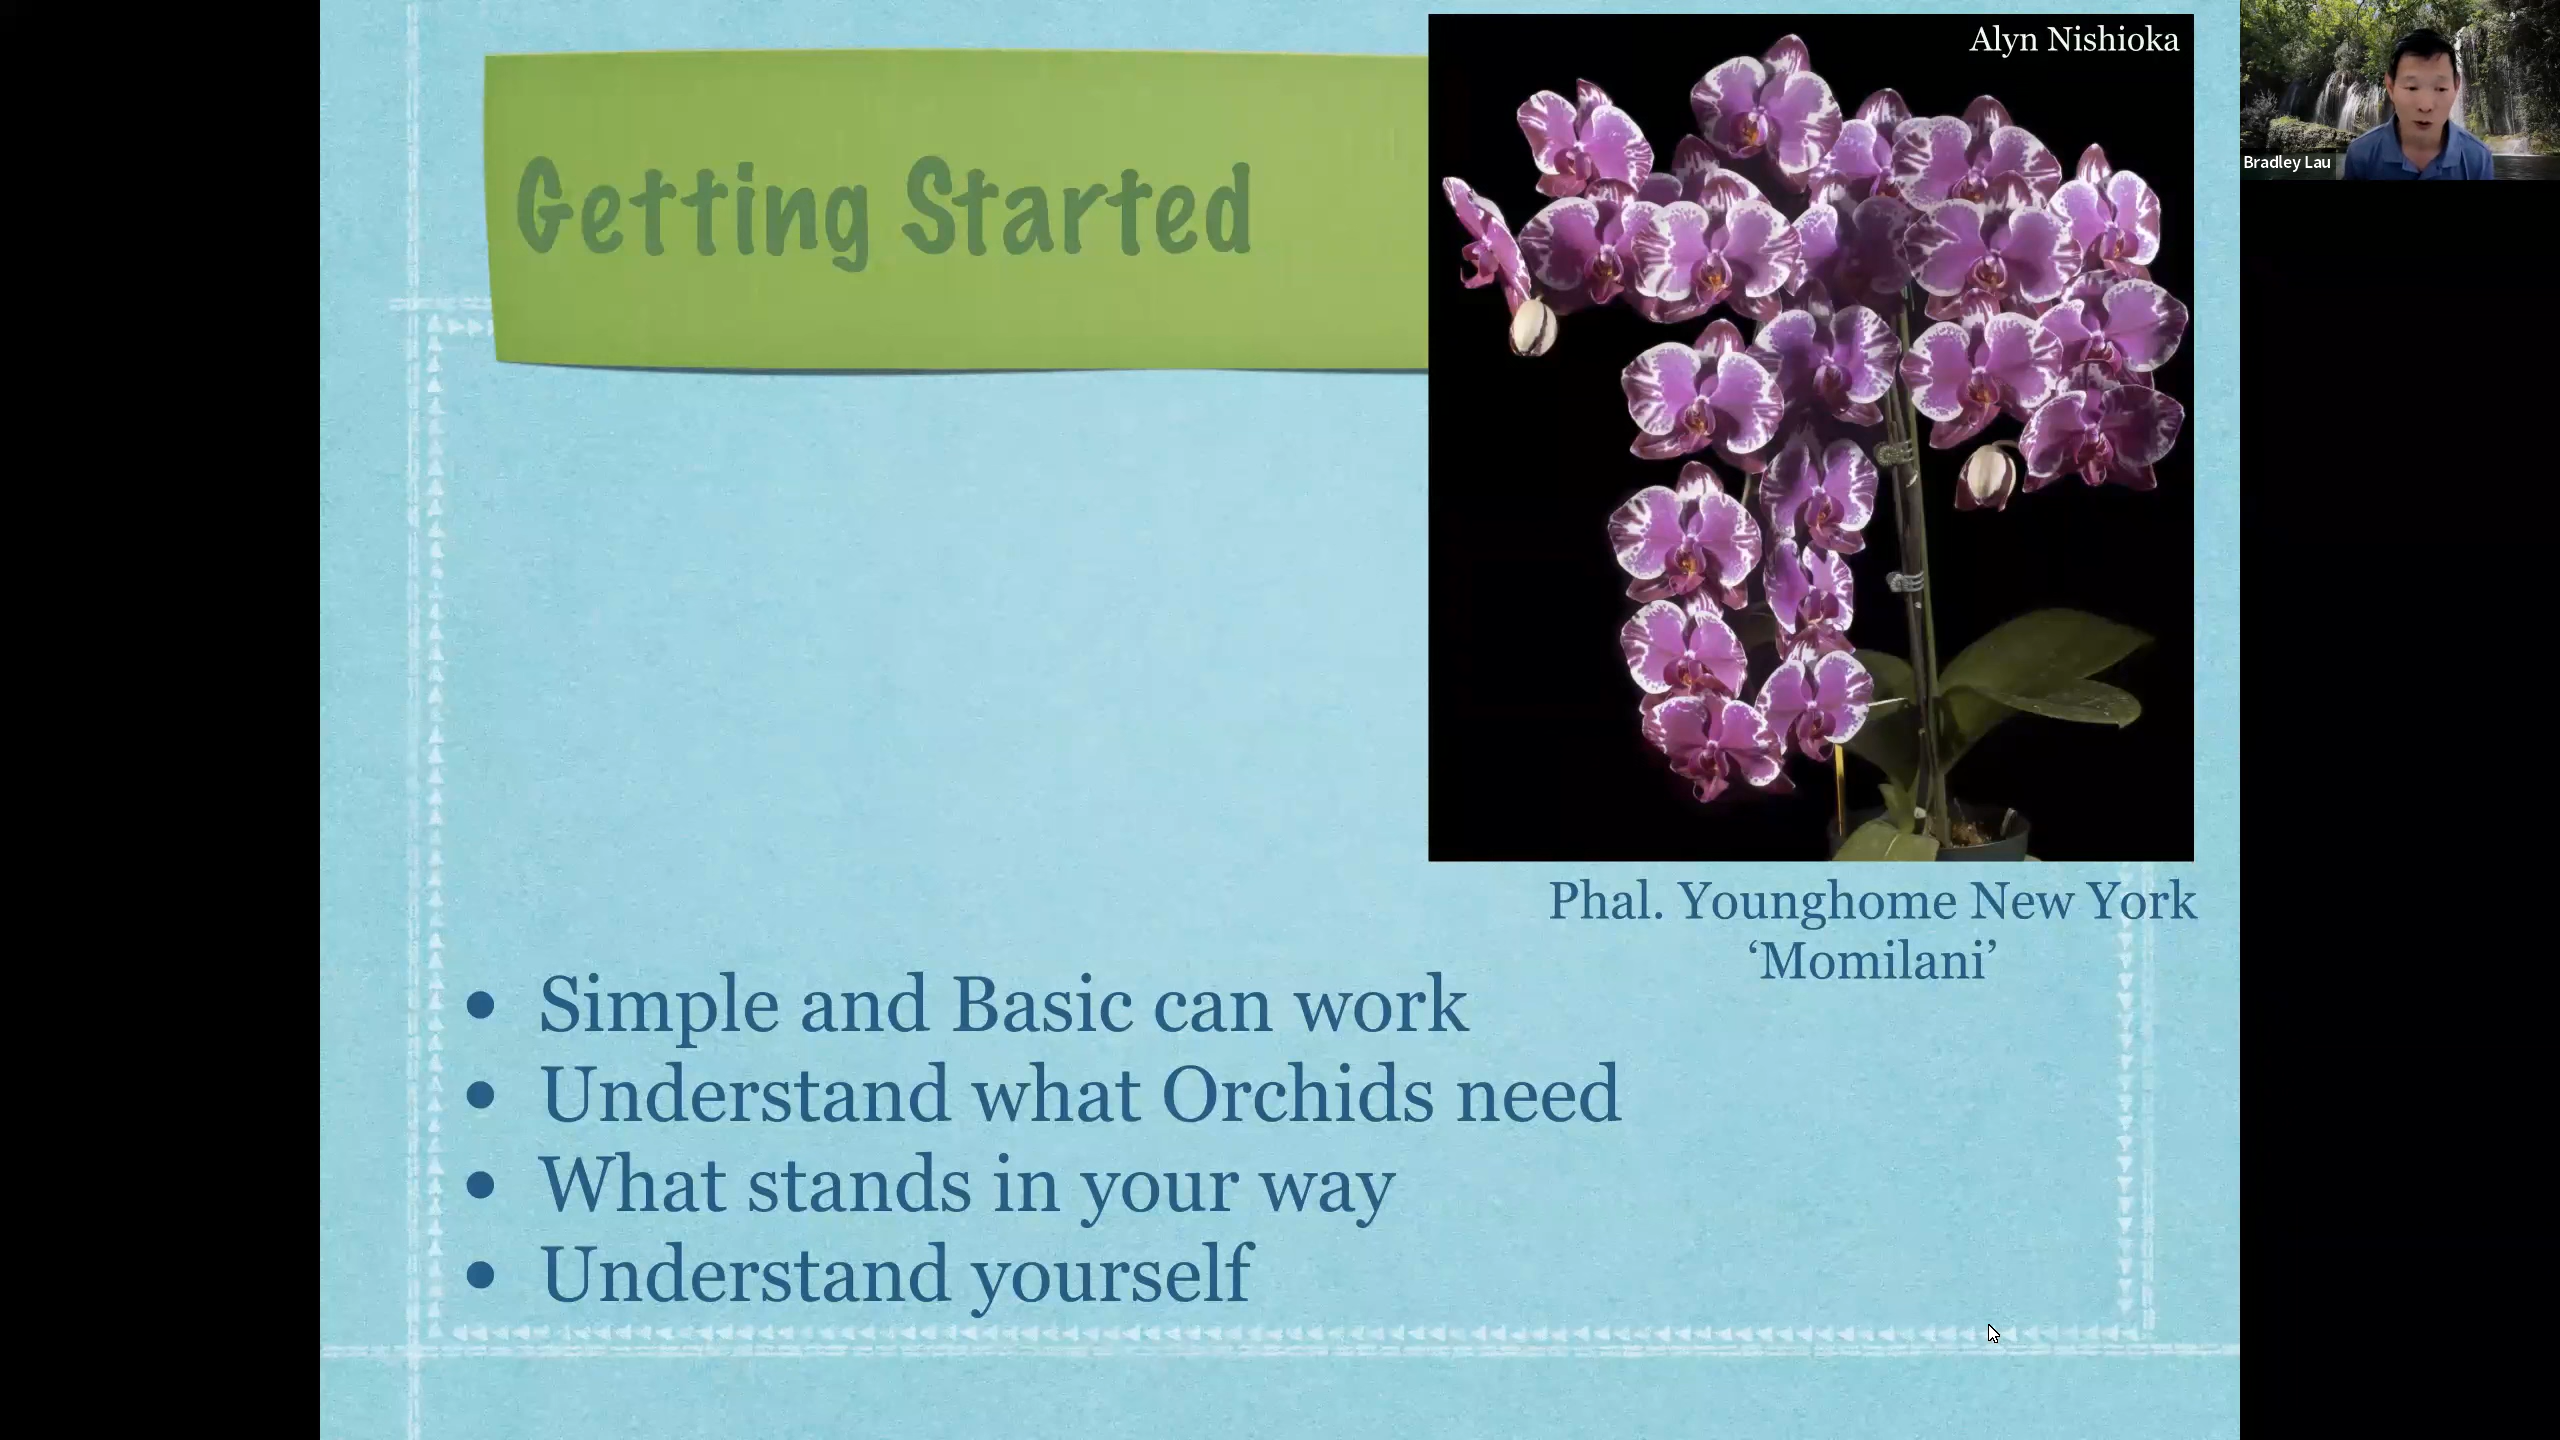 Getting Started
Alyn Nishioka
Bradley Lau
Phal. Younghome New York
‘Momilani’
• Simple and Basic can work
• Understand what Orchids need
• What stands in your way
• Understand yourself